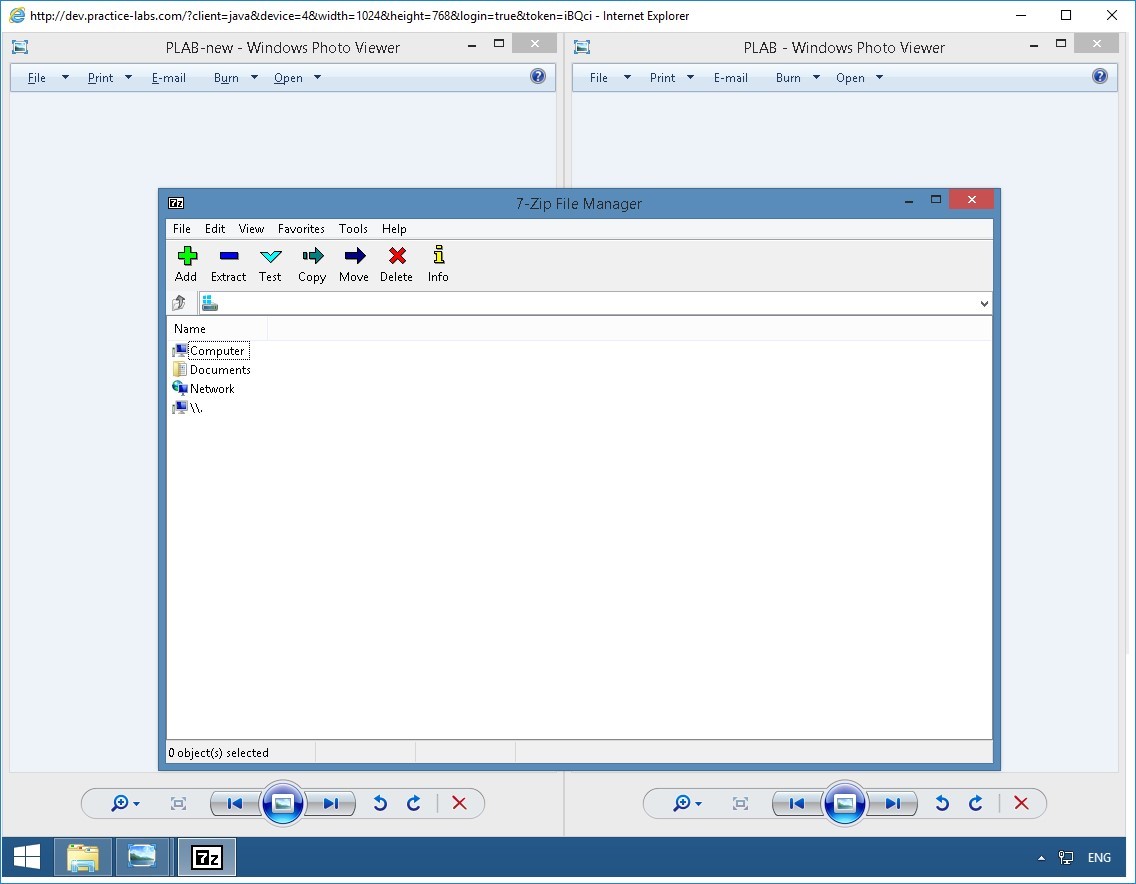 http://dev.practice-labs.com/?client=java&device=4&width=1024&height=768&login=true&token=iBQci - Internet Explorer
PLAB-new - Windows Photo Viewer
File Print E-mail Burn Open
PLAB - Windows Photo Viewer
File Print E-mail Burn Open
7z 7-Zip File Manager
File Edit View Favorites Tools Help
Add Extract Test Copy Move Delete Info
Name
Computer
Documents
Network
\\.
0 object(s) selected
7z
ENG